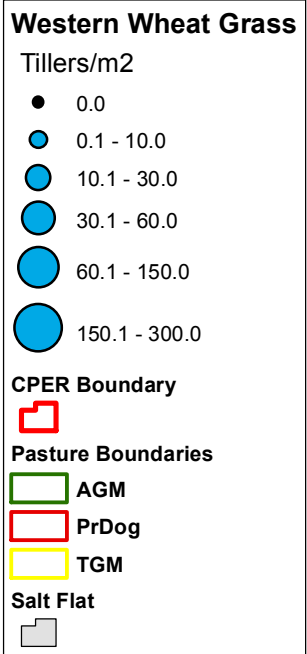 Western Wheat Grass
Tillers/m2
0.0
0.1 - 10.0
10.1 - 30.0
30.1 - 60.0
60.1 - 150.0
150.1 - 300.0
CPER Boundary
Pasture Boundaries
AGM
PrDog
TGM
Salt Flat